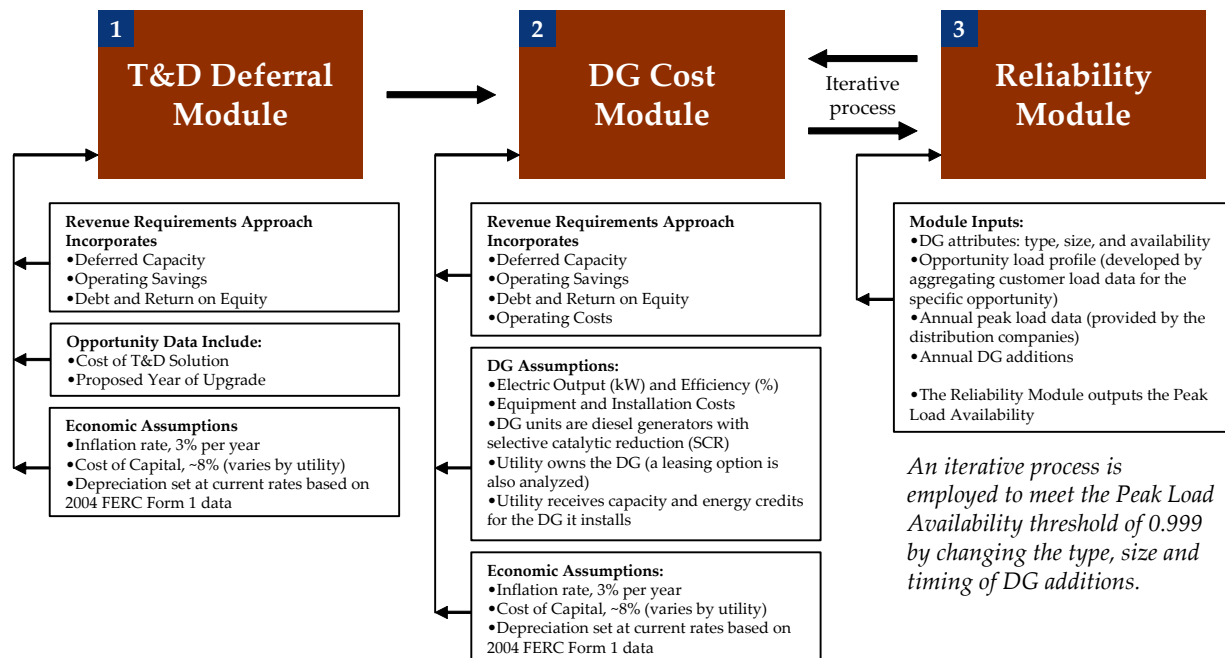 1
T&D Deferral
Module
2
DG Cost
Module
Iterative
process
3
Reliability
Module
Revenue Requirements Approach
Incorporates
•Deferred Capacity
•Operating Savings
•Debt and Return on Equity
Opportunity Data Include:
•Cost of T&D Solution
•Proposed Year of Upgrade
Economic Assumptions
•Inflation rate, 3% per year
•Cost of Capital, ~8% (varies by utility)
•Depreciation set at current rates based on
2004 FERC Form 1 data
Revenue Requirements Approach
Incorporates
•Deferred Capacity
•Operating Savings
•Debt and Return on Equity
•Operating Costs
DG Assumptions:
•Electric Output (kW) and Efficiency (%)
•Equipment and Installation Costs
•DG units are diesel generators with
selective catalytic reduction (SCR)
•Utility owns the DG (a leasing option is
also analyzed)
•Utility receives capacity and energy credits
for the DG it installs
Economic Assumptions:
•Inflation rate, 3% per year
•Cost of Capital, ~8% (varies by utility)
•Depreciation set at current rates based on
2004 FERC Form 1 data
Module Inputs:
•DG attributes: type, size, and availability
•Opportunity load profile (developed by
aggregating customer load data for the
specific opportunity)
•Annual peak load data (provided by the
distribution companies)
•Annual DG additions
•The Reliability Module outputs the Peak
Load Availability
An iterative process is
employed to meet the Peak Load
Availability threshold of 0.999
by changing the type, size and
timing of DG additions.